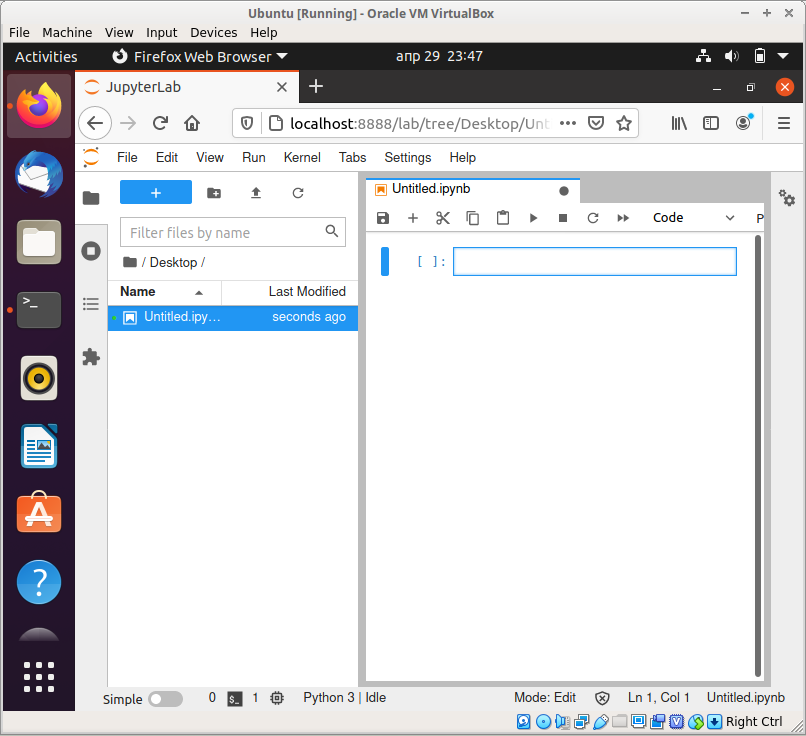 Ubuntu [Running] - Oracle VM VirtualBox
File Machine View Input Devices Help
Activities Firefox Web Browser апр 29 23:47
JupyterLab
localhost:8888/lab/tree/Desktop/Unt
File Edit View Run Kernel Tabs Settings Help
+
Untitled.ipynb
Code P
Filter files by name
/ Desktop /
[ ]:
Name Last Modified
Untitled.ipy… seconds ago
>_
?
Simple 0 $_ 1 Python 3 | Idle Mode: Edit Ln 1, Col 1 Untitled.ipynb
Right Ctrl